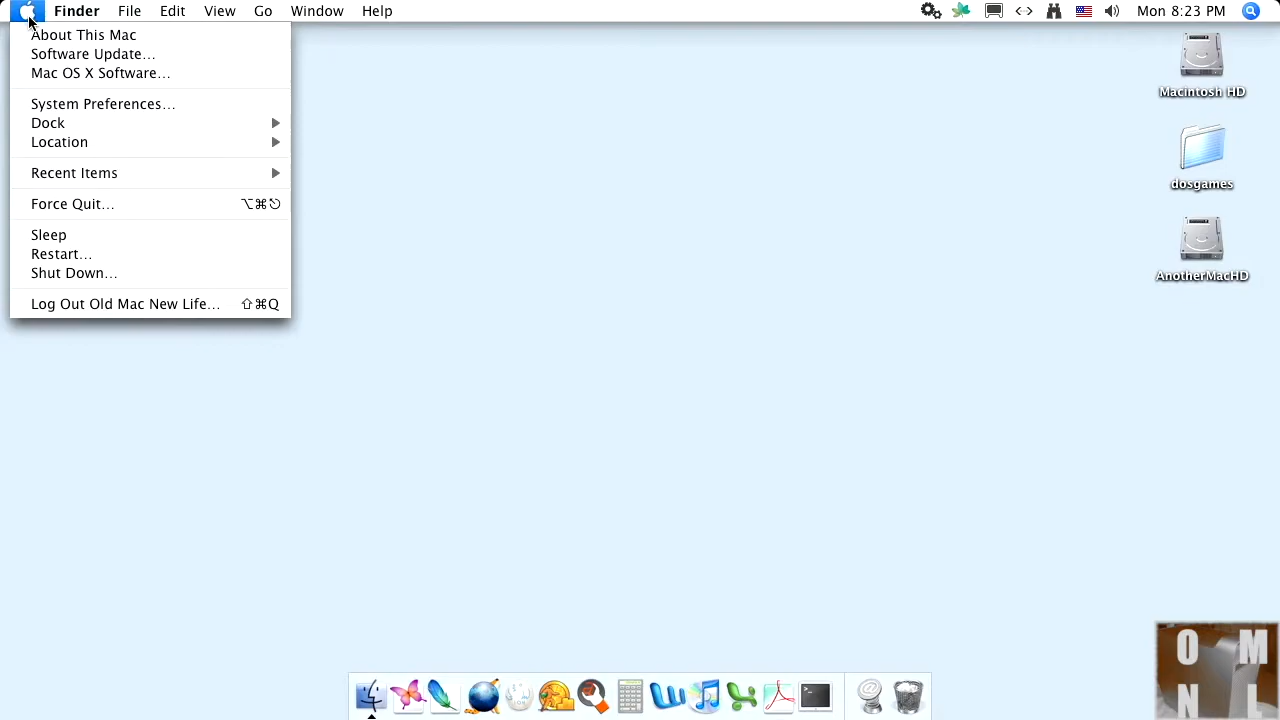 Finder File Edit View Go Window Help Mon 8:23 PM
About This Mac
Software Update…
Mac OS X Software…
System Preferences…
Dock
Location
Recent Items
Force Quit… ⌥⌘⎋
Sleep
Restart…
Shut Down…
Log Out Old Mac New Life… ⇧⌘Q
Macintosh HD
dosgames
AnotherMacHD
O M
N L